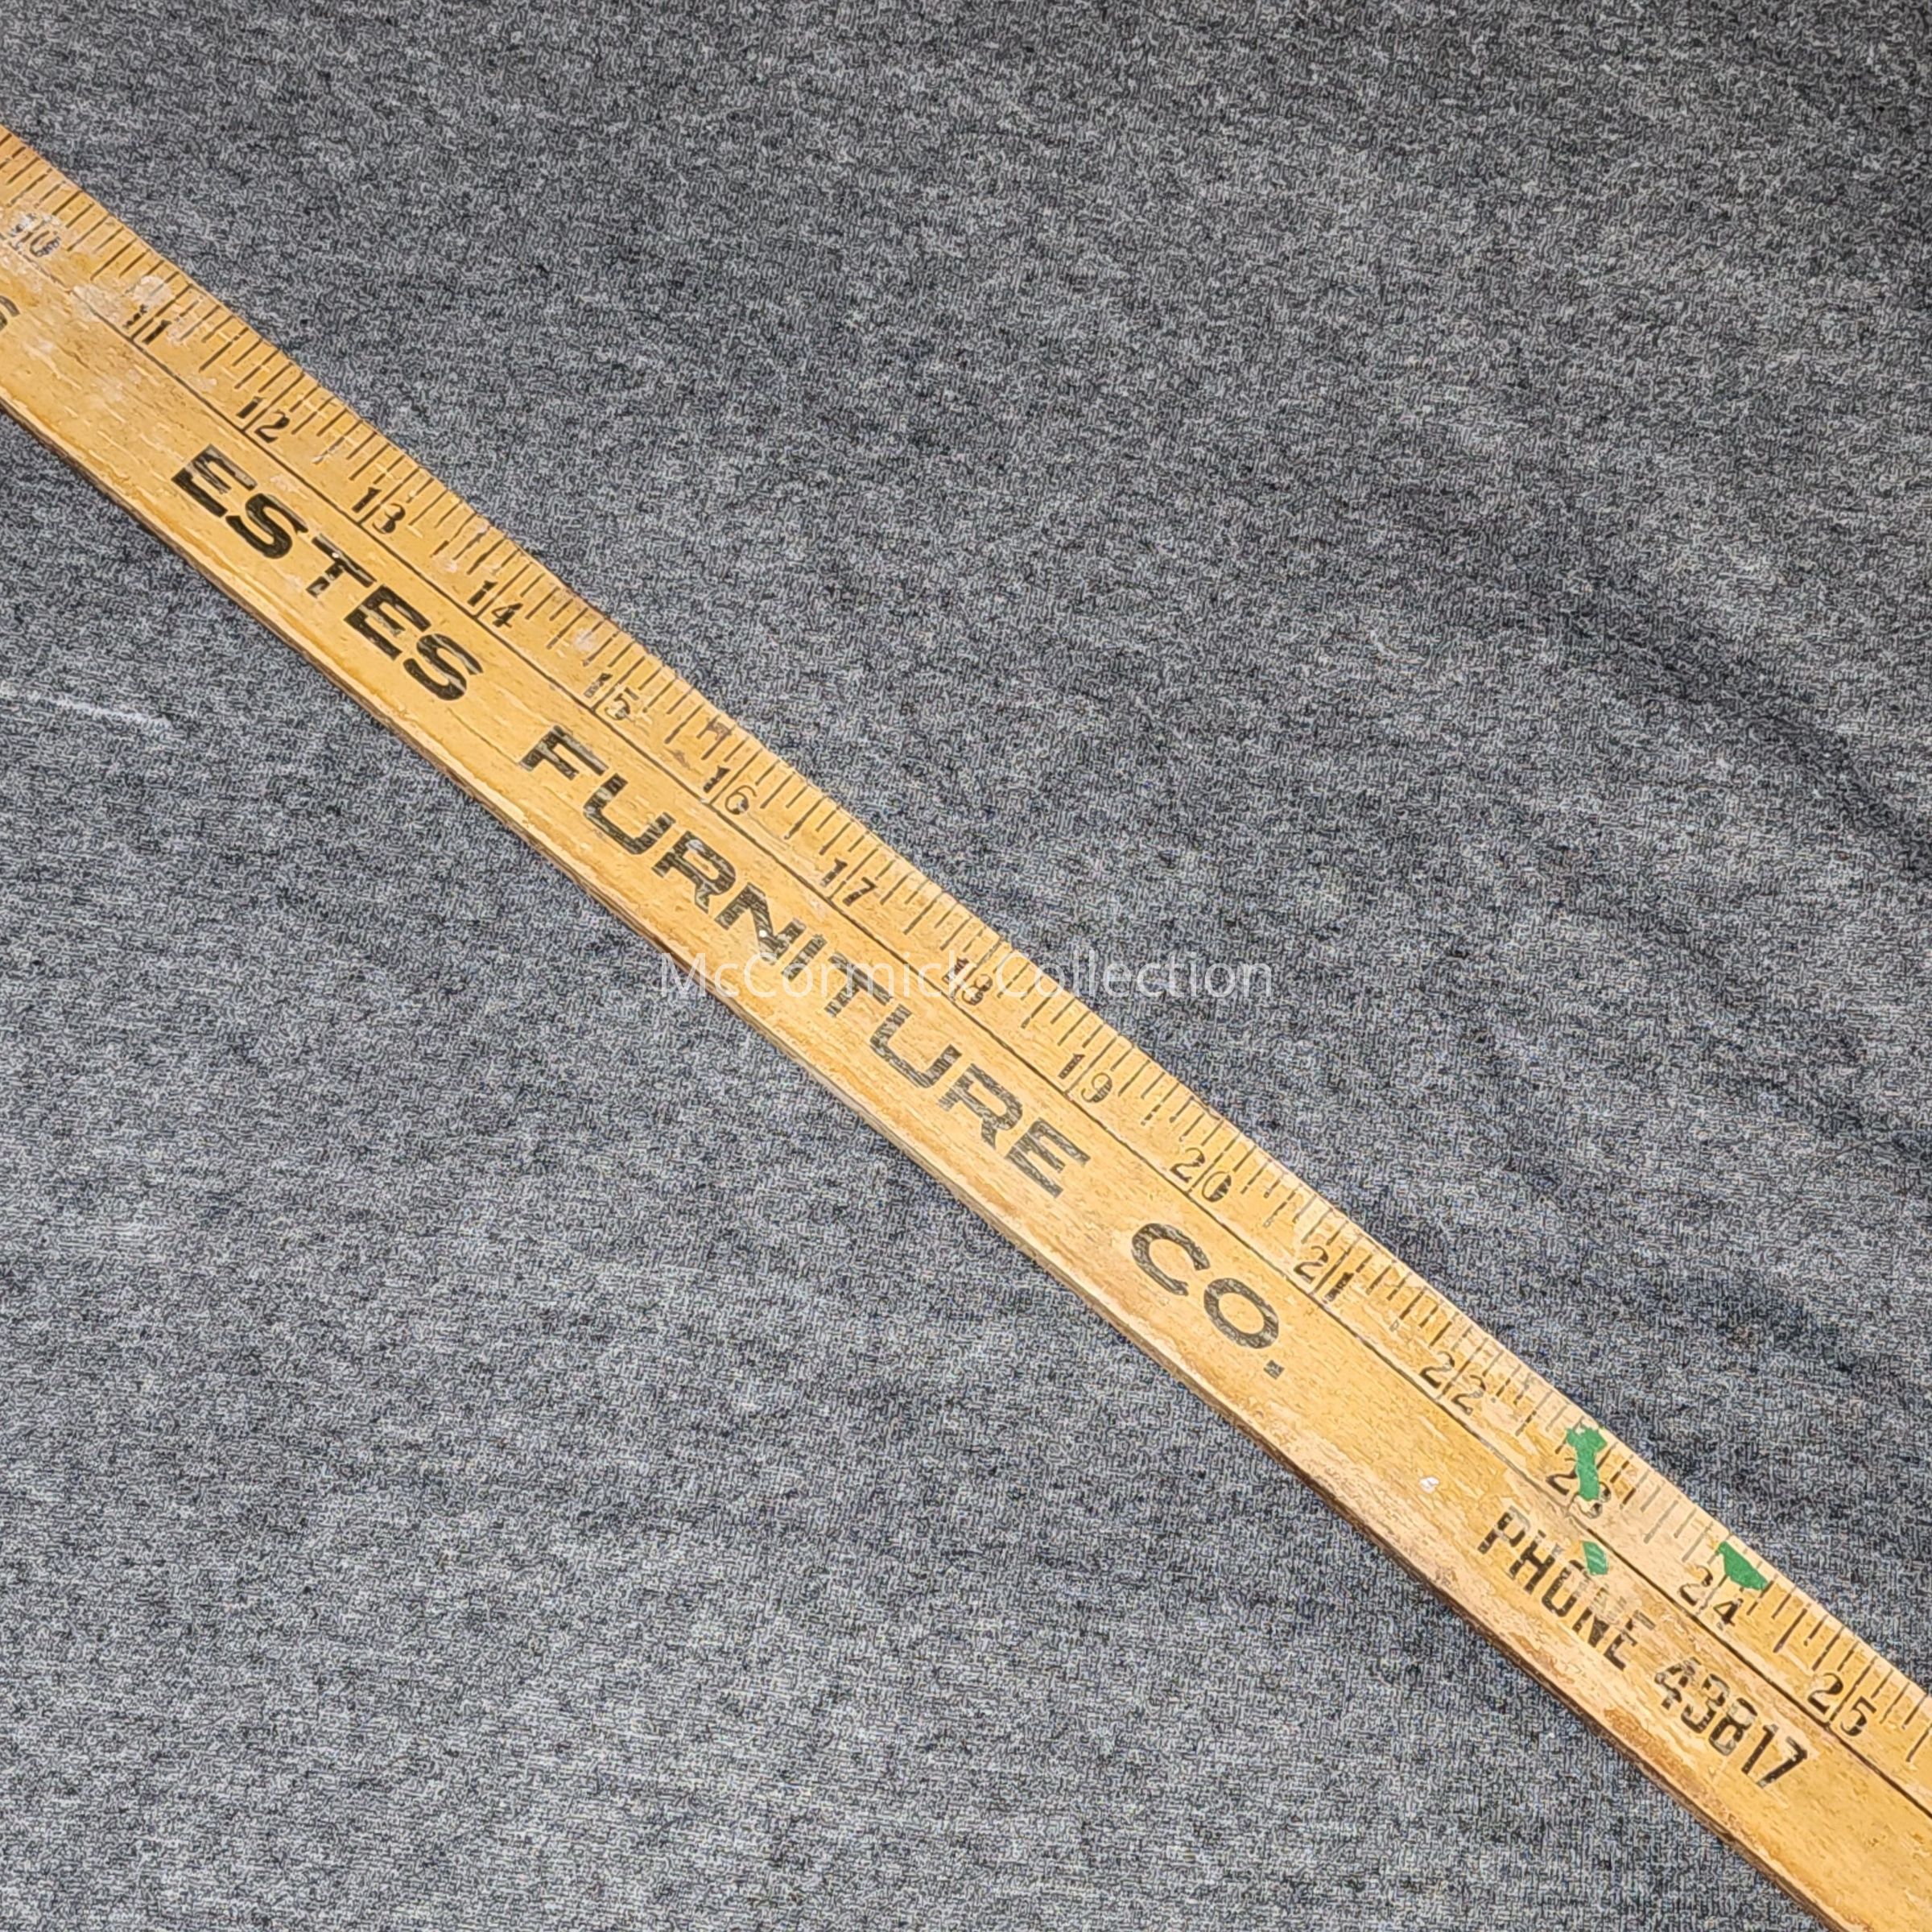 10 11 12 13 14 15 16 17 18 19 20 21 22 23 24 25
ESTES FURNITURE CO.
PHONE 43817
McCormick Collection